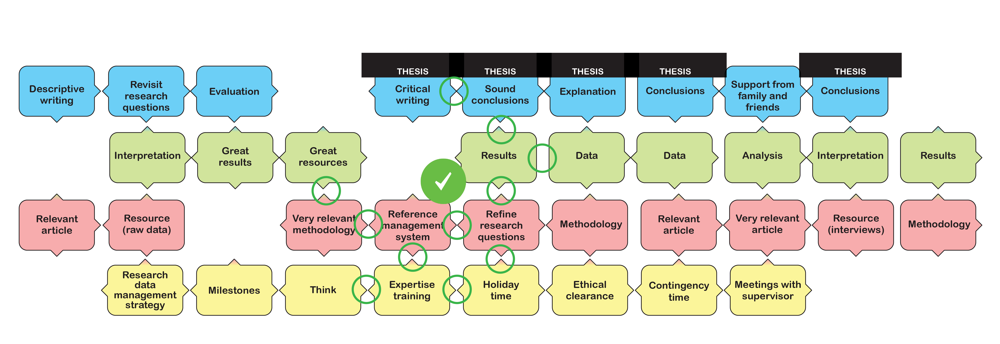 THESIS
THESIS
THESIS
THESIS
THESIS
Descriptive
writing
Revisit
research
questions
Evaluation
Critical
writing
Sound
conclusions
Explanation
Conclusions
Support from
family and
friends
Conclusions
Interpretation
Great
results
Great
resources
Results
Data
Data
Analysis
Interpretation
Results
Relevant
article
Resource
(raw data)
Very relevant
methodology
Reference
management
system
Refine
research
questions
Methodology
Relevant
article
Very relevant
article
Resource
(interviews)
Methodology
Research
data
management
strategy
Milestones
Think
Expertise
training
Holiday
time
Ethical
clearance
Contingency
time
Meetings with
supervisor